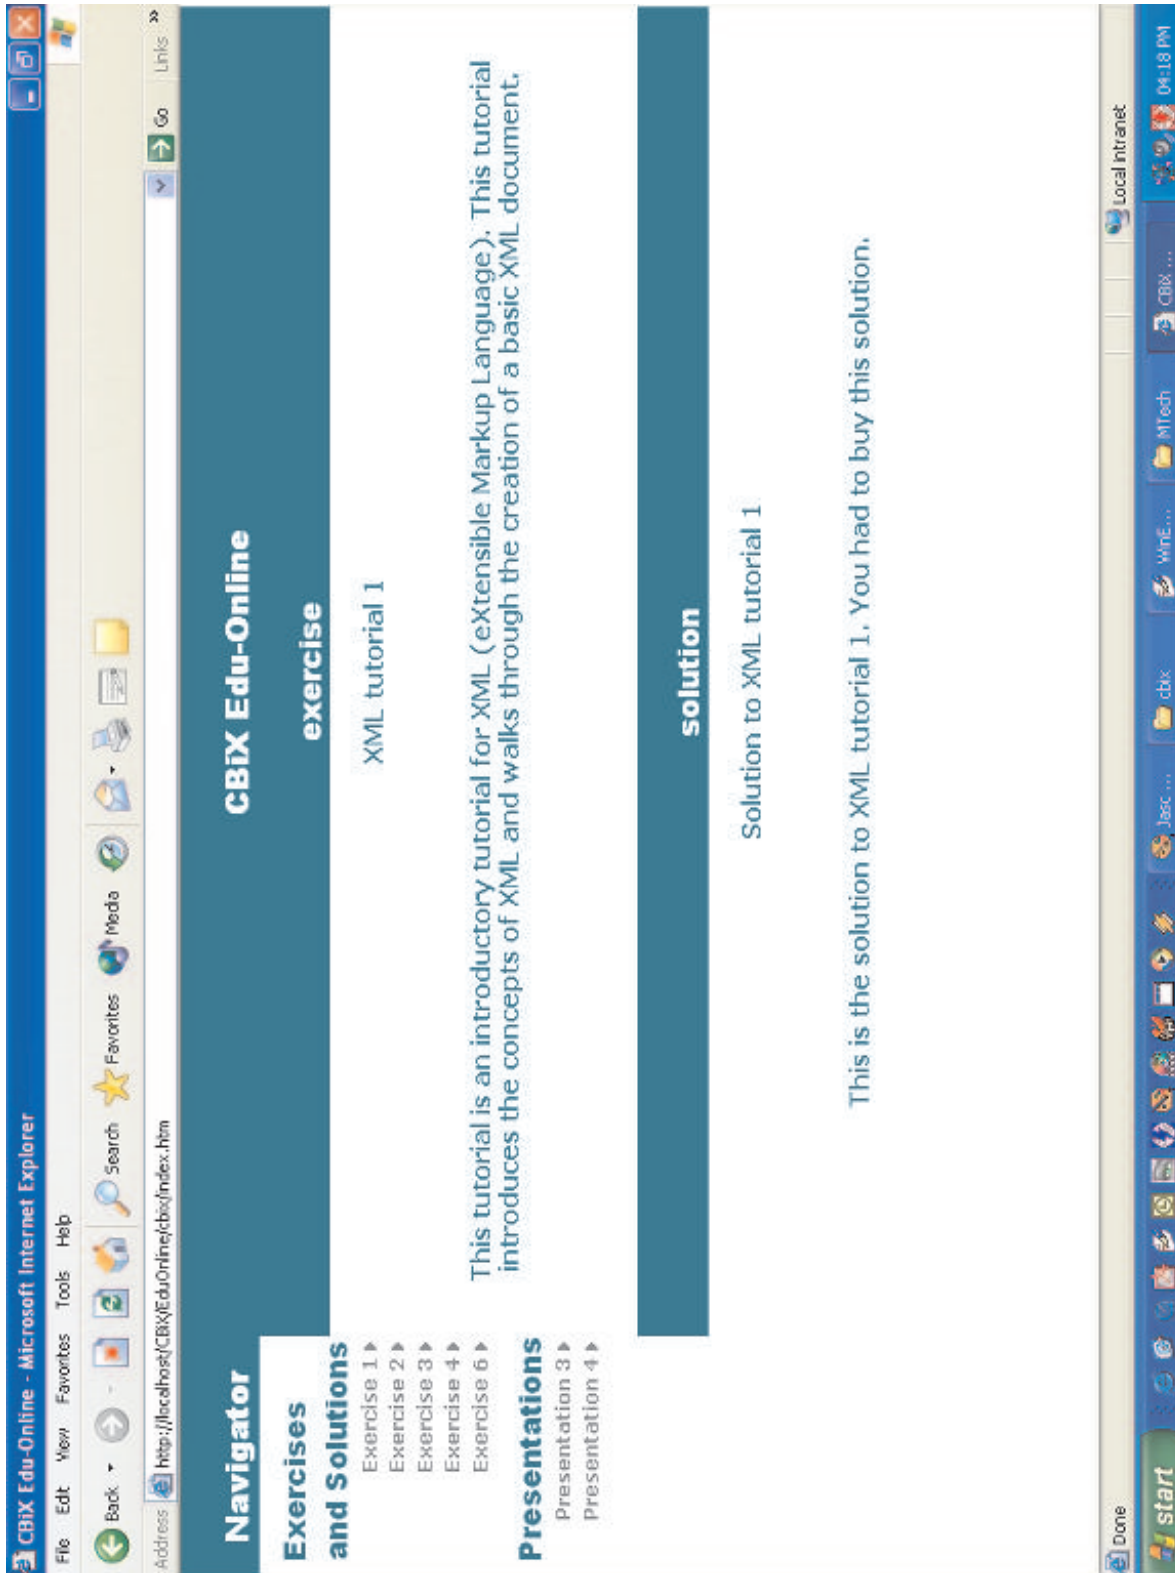 CBiX Edu-Online - Microsoft Internet Explorer
File Edit View Favorites Tools Help
Back Search Favorites Media
Address http://localhost/CBiX/EduOnline/cbix/index.htm Go Links »
Navigator
CBiX Edu-Online
Exercises
and Solutions
Exercise 1
Exercise 2
Exercise 3
Exercise 4
Exercise 6
Presentations
Presentation 3
Presentation 4
exercise
XML tutorial 1
This tutorial is an introductory tutorial for XML (eXtensible Markup Language). This tutorial
introduces the concepts of XML and walks through the creation of a basic XML document.
solution
Solution to XML tutorial 1
This is the solution to XML tutorial 1. You had to buy this solution.
Done Local intranet
start Jasc ... cbix WinE... MTech CBiX ... 04:18 PM